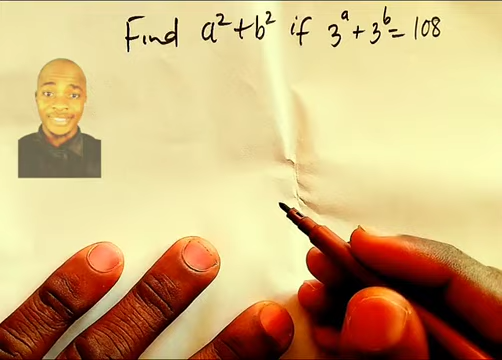 Find a² + b² if 3ᵃ + 3ᵇ = 108